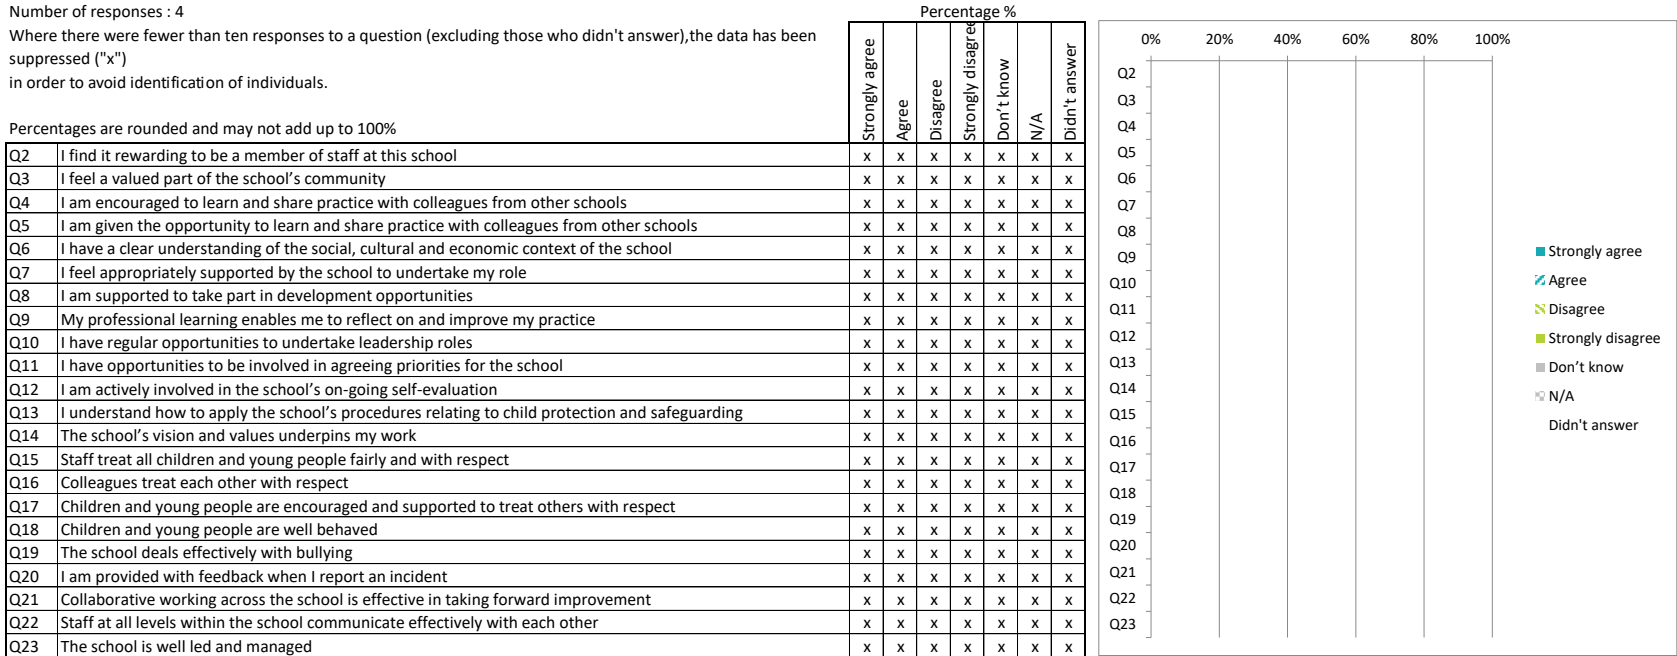 Number of responses : 4
Percentage %
Where there were fewer than ten responses to a question (excluding those who didn't answer),the data has been
suppressed ("x")
in order to avoid identification of individuals.
Percentages are rounded and may not add up to 100%
Strongly agree
Agree
Disagree
Strongly disagree
Don't know
N/A
Didn't answer
Q2 I find it rewarding to be a member of staff at this school x x x x x x x
Q3 I feel a valued part of the school's community x x x x x x x
Q4 I am encouraged to learn and share practice with colleagues from other schools x x x x x x x
Q5 I am given the opportunity to learn and share practice with colleagues from other schools x x x x x x x
Q6 I have a clear understanding of the social, cultural and economic context of the school x x x x x x x
Q7 I feel appropriately supported by the school to undertake my role x x x x x x x
Q8 I am supported to take part in development opportunities x x x x x x x
Q9 My professional learning enables me to reflect on and improve my practice x x x x x x x
Q10 I have regular opportunities to undertake leadership roles x x x x x x x
Q11 I have opportunities to be involved in agreeing priorities for the school x x x x x x x
Q12 I am actively involved in the school's on-going self-evaluation x x x x x x x
Q13 I understand how to apply the school's procedures relating to child protection and safeguarding x x x x x x x
Q14 The school's vision and values underpins my work x x x x x x x
Q15 Staff treat all children and young people fairly and with respect x x x x x x x
Q16 Colleagues treat each other with respect x x x x x x x
Q17 Children and young people are encouraged and supported to treat others with respect x x x x x x x
Q18 Children and young people are well behaved x x x x x x x
Q19 The school deals effectively with bullying x x x x x x x
Q20 I am provided with feedback when I report an incident x x x x x x x
Q21 Collaborative working across the school is effective in taking forward improvement x x x x x x x
Q22 Staff at all levels within the school communicate effectively with each other x x x x x x x
Q23 The school is well led and managed x x x x x x x
0% 20% 40% 60% 80% 100%
Q2
Q3
Q4
Q5
Q6
Q7
Q8
Q9
Q10
Q11
Q12
Q13
Q14
Q15
Q16
Q17
Q18
Q19
Q20
Q21
Q22
Q23
Strongly agree
Agree
Disagree
Strongly disagree
Don't know
N/A
Didn't answer